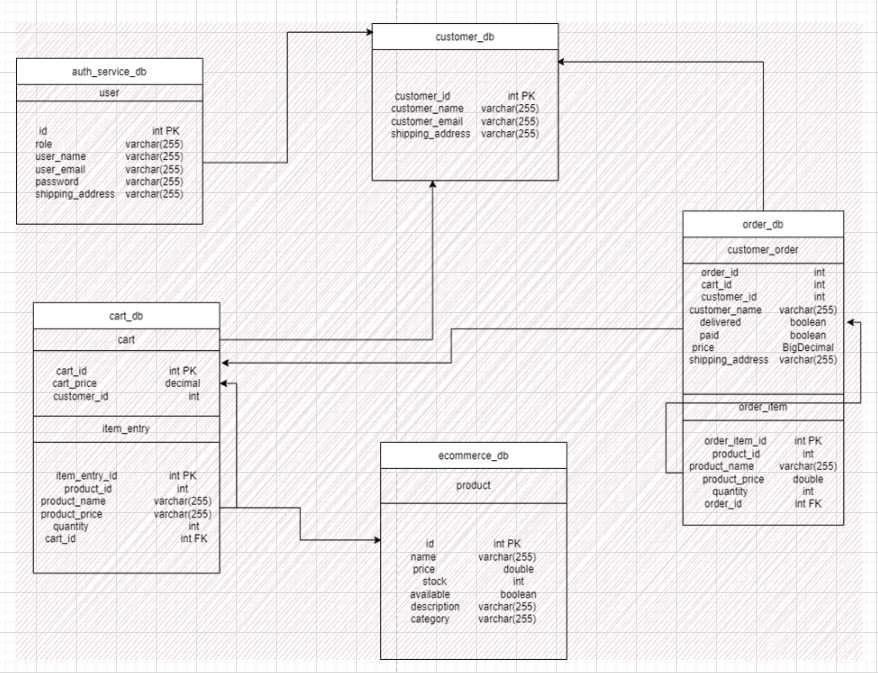 customer_db
customer_id int PK
customer_name varchar(255)
customer_email varchar(255)
shipping_address varchar(255)
auth_service_db
user
id int PK
role varchar(255)
user_name varchar(255)
user_email varchar(255)
password varchar(255)
shipping_address varchar(255)
order_db
customer_order
order_id int
cart_id int
customer_id int
customer_name varchar(255)
delivered boolean
paid boolean
price BigDecimal
shipping_address varchar(255)
order_item
order_item_id int PK
product_id int
product_name varchar(255)
product_price double
quantity int
order_id int FK
cart_db
cart
cart_id int PK
cart_price decimal
customer_id int
item_entry
item_entry_id int PK
product_id int
product_name varchar(255)
product_price varchar(255)
quantity int
cart_id int FK
ecommerce_db
product
id int PK
name varchar(255)
price double
stock int
available boolean
description varchar(255)
category varchar(255)